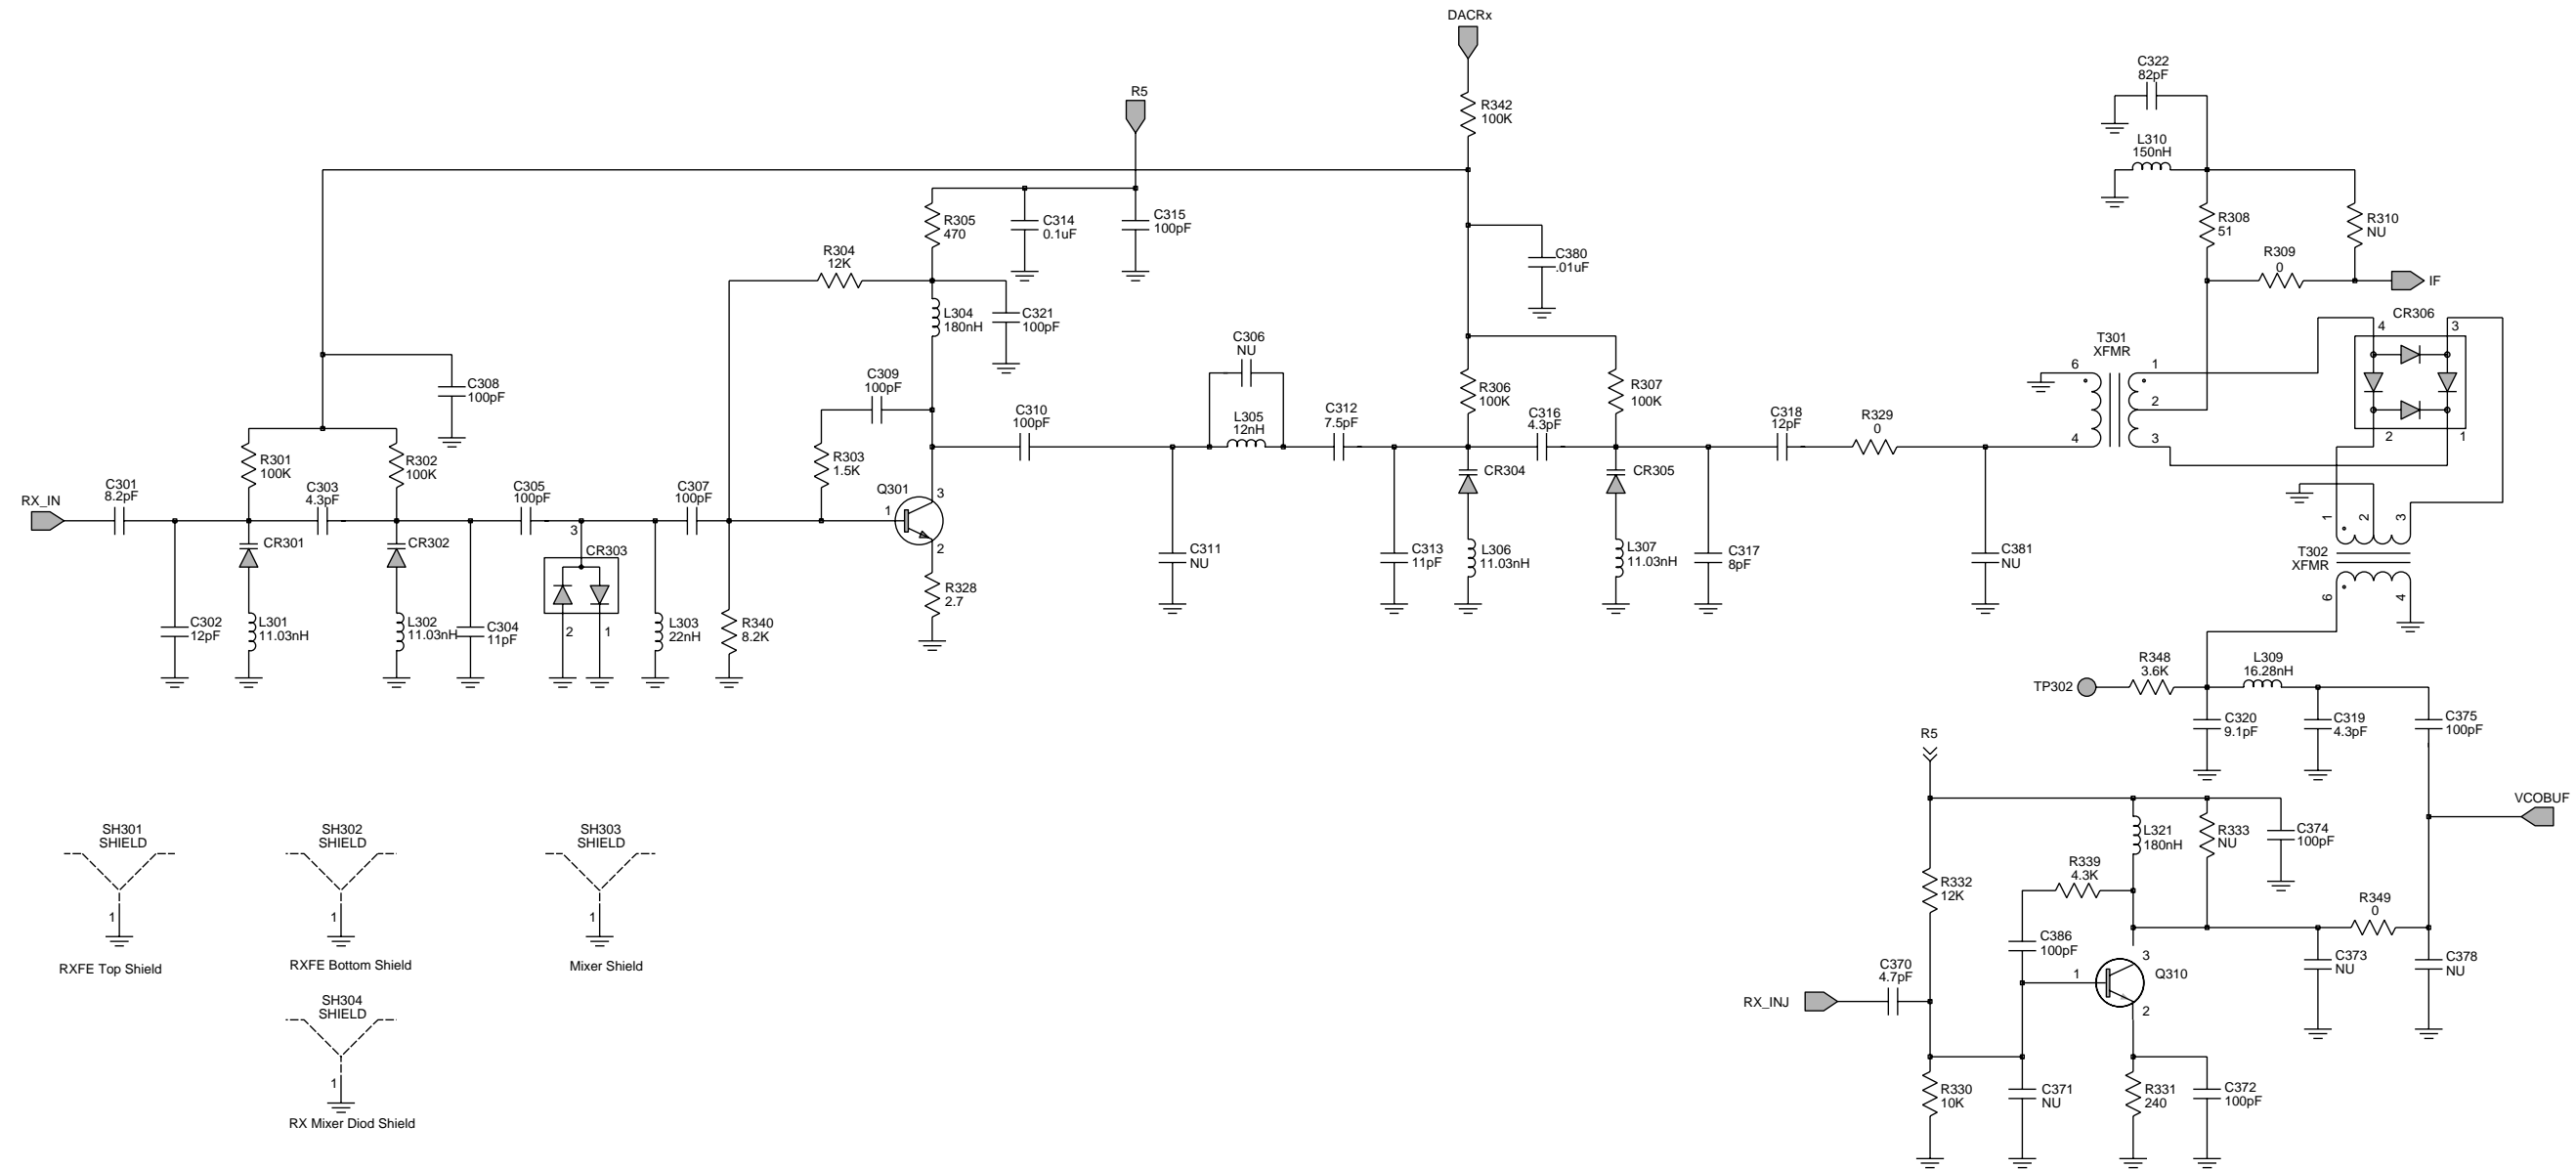 DACRx
C322
82pF
R5
R342
100K
L310
150nH
R305
470
C314
0.1uF
C315
100pF
R308
51
R310
NU
R304
12K
C380
.01uF
R309
0
IF
L304
180nH
C321
100pF
C306
NU
CR306
4
3
T301
XFMR
C308
100pF
C309
100pF
R306
100K
R307
100K
6
1
2
C310
100pF
L305
12nH
C312
7.5pF
C316
4.3pF
C318
12pF
R329
0
4
3
2
1
R301
100K
R302
100K
R303
1.5K
CR304
CR305
RX_IN
C301
8.2pF
C303
4.3pF
C305
100pF
C307
100pF
Q301
3
1
2
3
CR301
CR302
CR303
1
2
3
C311
NU
C313
11pF
L306
11.03nH
L307
11.03nH
C317
8pF
C381
NU
T302
XFMR
R328
2.7
6
4
C302
12pF
L301
11.03nH
L302
11.03nH
C304
11pF
2
1
L303
22nH
R340
8.2K
R348
3.6K
L309
16.28nH
TP302
C320
9.1pF
C319
4.3pF
C375
100pF
R5
VCOBUF
SH301
SHIELD
SH302
SHIELD
SH303
SHIELD
L321
180nH
R333
NU
C374
100pF
R339
4.3K
R332
12K
1
1
1
R349
0
C386
100pF
RXFE Top Shield
RXFE Bottom Shield
Mixer Shield
C370
4.7pF
3
1
Q310
2
C373
NU
C378
NU
RX_INJ
SH304
SHIELD
1
RX Mixer Diod Shield
R330
10K
C371
NU
R331
240
C372
100pF